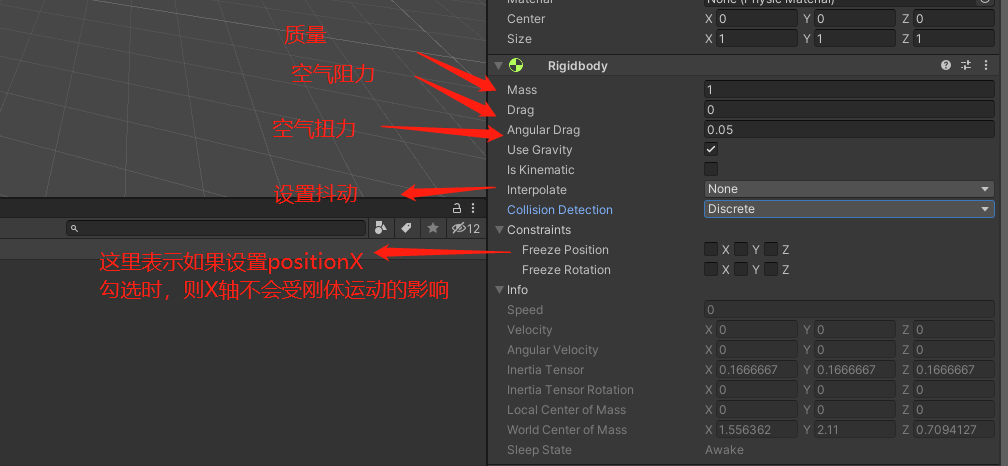 Material None (Physic Material)
Center X 0 Y 0 Z 0
Size X 1 Y 1 Z 1
质量
Rigidbody
空气阳力
Mass 1
Drag 0
空气扭力
Angular Drag 0.05
Use Gravity
Is Kinematic
设置抖动
Interpolate None
Collision Detection Discrete
12
Constraints
Freeze Position X Y Z
这里表示如果设置positionX
Freeze Rotation X Y Z
勾选时，则X轴不会受刚体运动的影响
Info
Speed 0
Velocity X 0 Y 0 Z 0
Angular Velocity X 0 Y 0 Z 0
Inertia Tensor X 0.1666667 Y 0.1666667 Z 0.1666667
Inertia Tensor Rotation X 0 Y 0 Z 0
Local Center of Mass X 0 Y 0 Z 0
World Center of Mass X 1.556362 Y 2.11 Z 0.7094127
Sleep State Awake